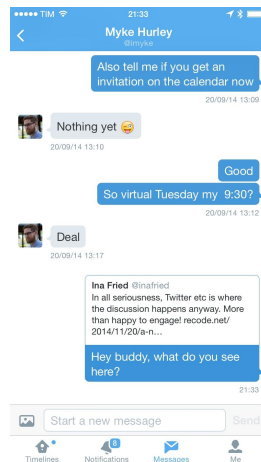 TIM 21:33
Myke Hurley
@imyke
Also tell me if you get an
invitation on the calendar now
20/09/14 13:09
Nothing yet 😜
20/09/14 13:10
Good
So virtual Tuesday my 9:30?
20/09/14 13:12
Deal
20/09/14 13:17
Ina Fried @inafried
In all seriousness, Twitter etc is where
the discussion happens anyway. More
than happy to engage! recode.net/
2014/11/20/a-n...
Hey buddy, what do you see
here?
21:33
Start a new message Send
8
Timelines Notifications Messages Me